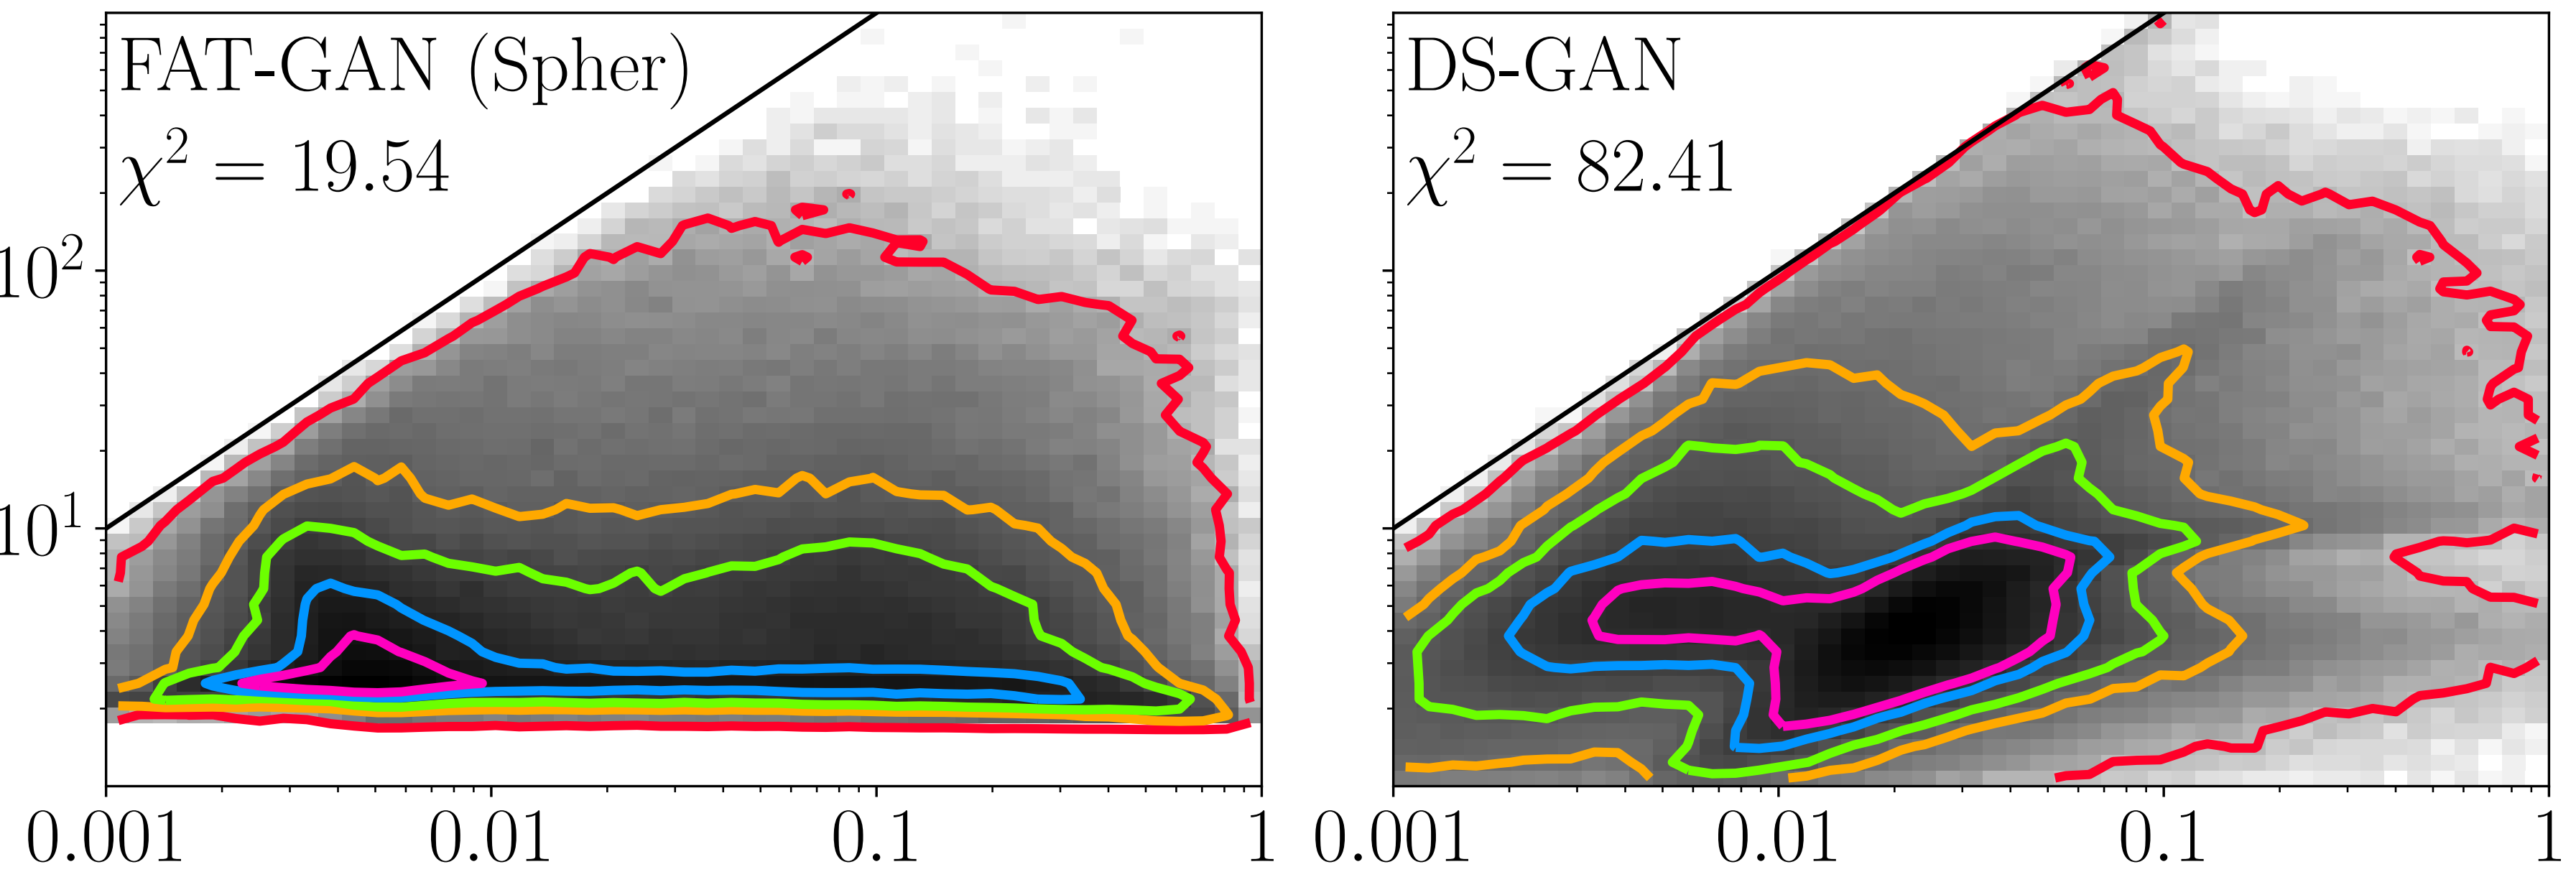 FAT-GAN (Spher)
χ² = 19.54
DS-GAN
χ² = 82.41
10²
10¹
0.001 0.01 0.1 1
0.001 0.01 0.1 1